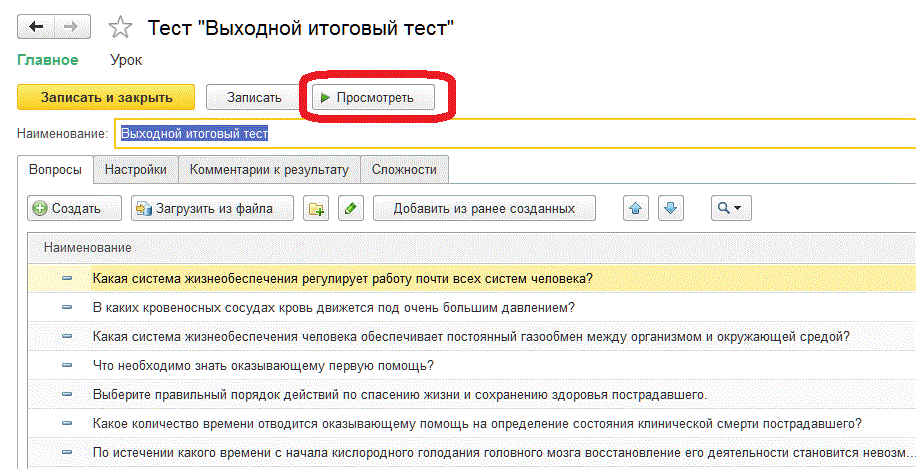 Тест "Выходной итоговый тест"
Главное Урок
Записать и закрыть Записать Просмотреть
Наименование: Выходной итоговый тест
Вопросы Настройки Комментарии к результату Сложности
Создать Загрузить из файла Добавить из ранее созданных
Наименование
Какая система жизнеобеспечения регулирует работу почти всех систем человека?
В каких кровеносных сосудах кровь движется под очень большим давлением?
Какая система жизнеобеспечения человека обеспечивает постоянный газообмен между организмом и окружающей средой?
Что необходимо знать оказывающему первую помощь?
Выберите правильный порядок действий по спасению жизни и сохранению здоровья пострадавшего.
Какое количество времени отводится оказывающему помощь на определение состояния клинической смерти пострадавшего?
По истечении какого времени с начала кислородного голодания головного мозга восстановление его деятельности становится невозм...